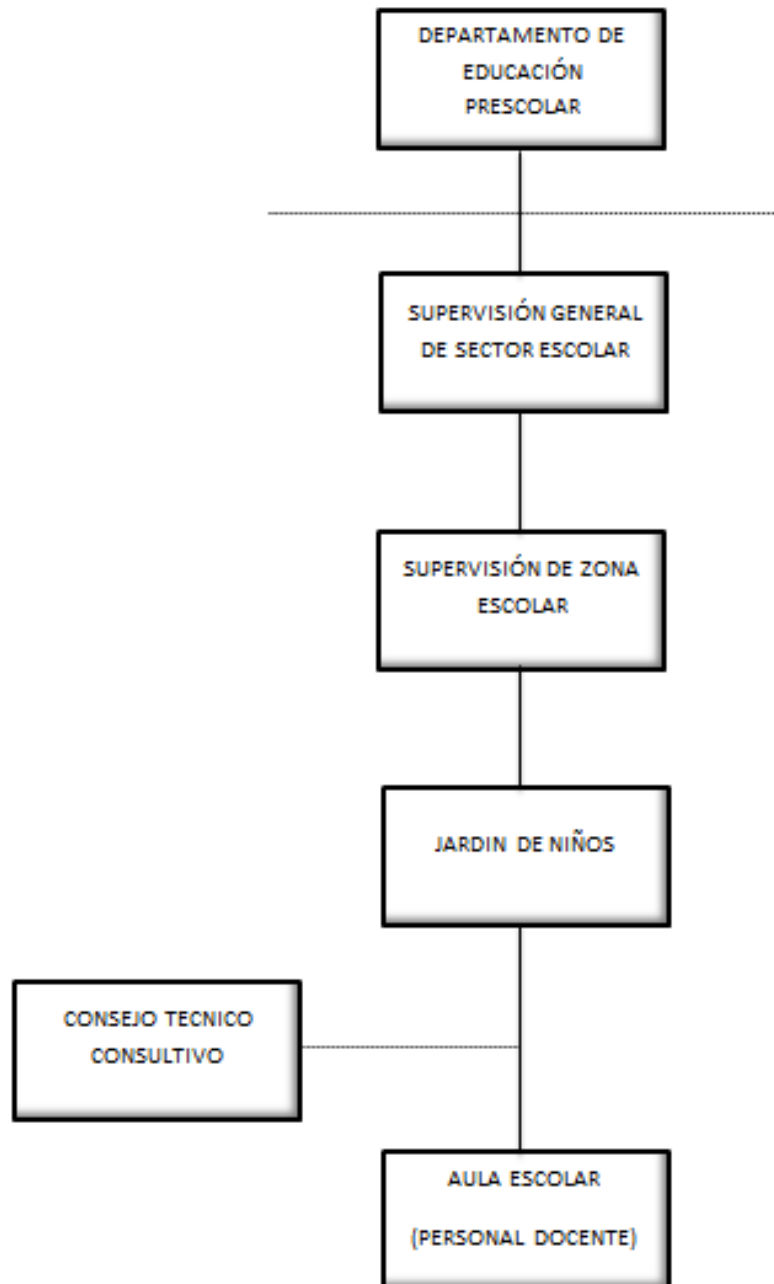 DEPARTAMENTO DE
EDUCACIÓN
PRESCOLAR
SUPERVISIÓN GENERAL
DE SECTOR ESCOLAR
SUPERVISIÓN DE ZONA
ESCOLAR
JARDIN DE NIÑOS
CONSEJO TECNICO
CONSULTIVO
AULA ESCOLAR
(PERSONAL DOCENTE)